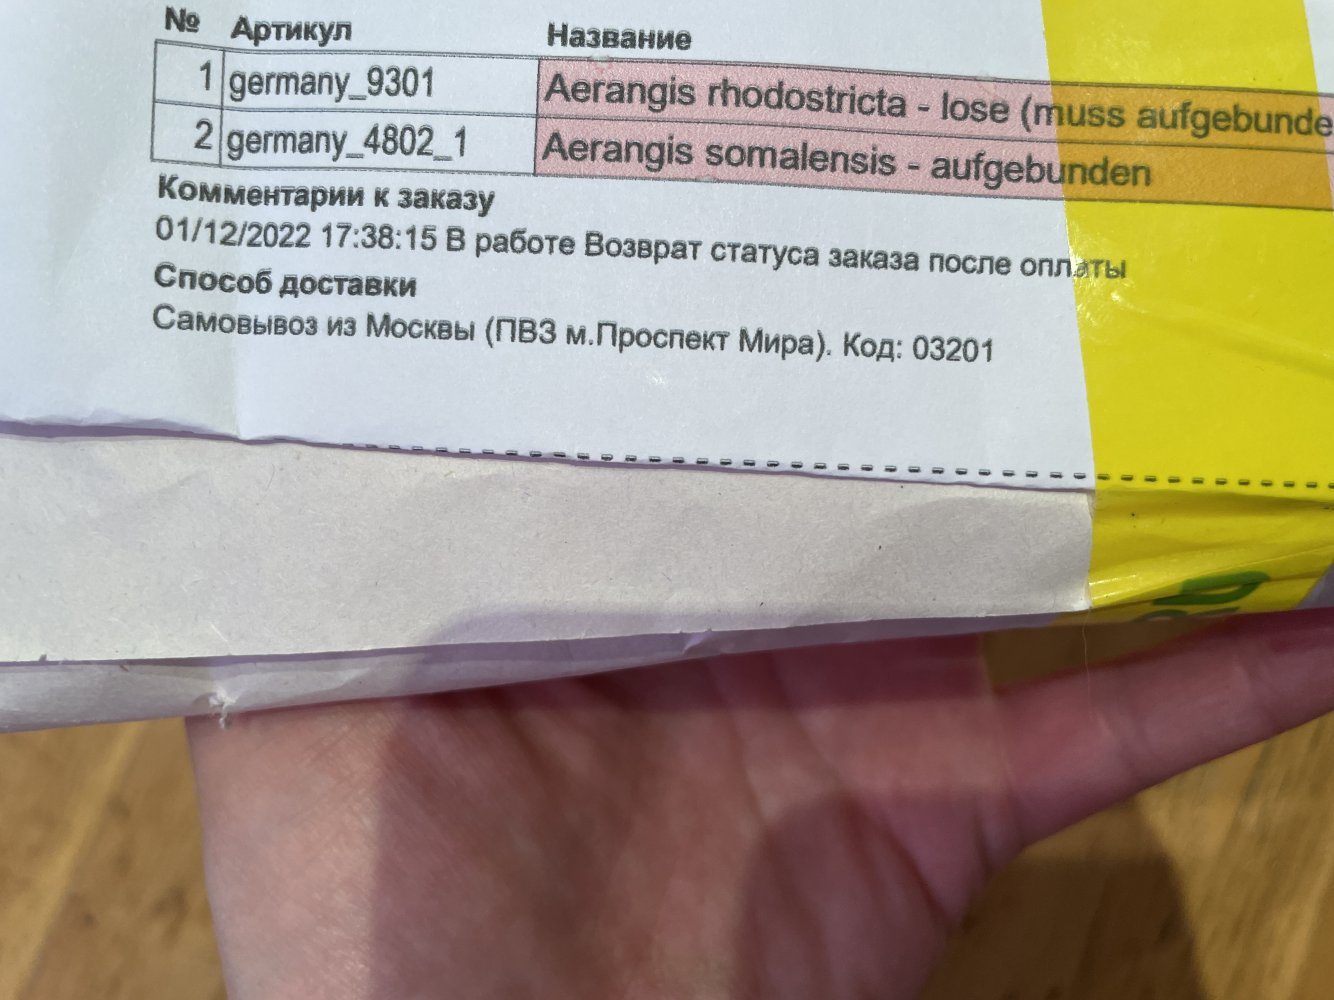 № Артикул Название
1 germany_9301 Aerangis rhodostricta - lose (muss aufgebunde
2 germany_4802_1 Aerangis somalensis - aufgebunden
Комментарии к заказу
01/12/2022 17:38:15 В работе Возврат статуса заказа после оплаты
Способ доставки
Самовывоз из Москвы (ПВЗ м.Проспект Мира). Код: 03201